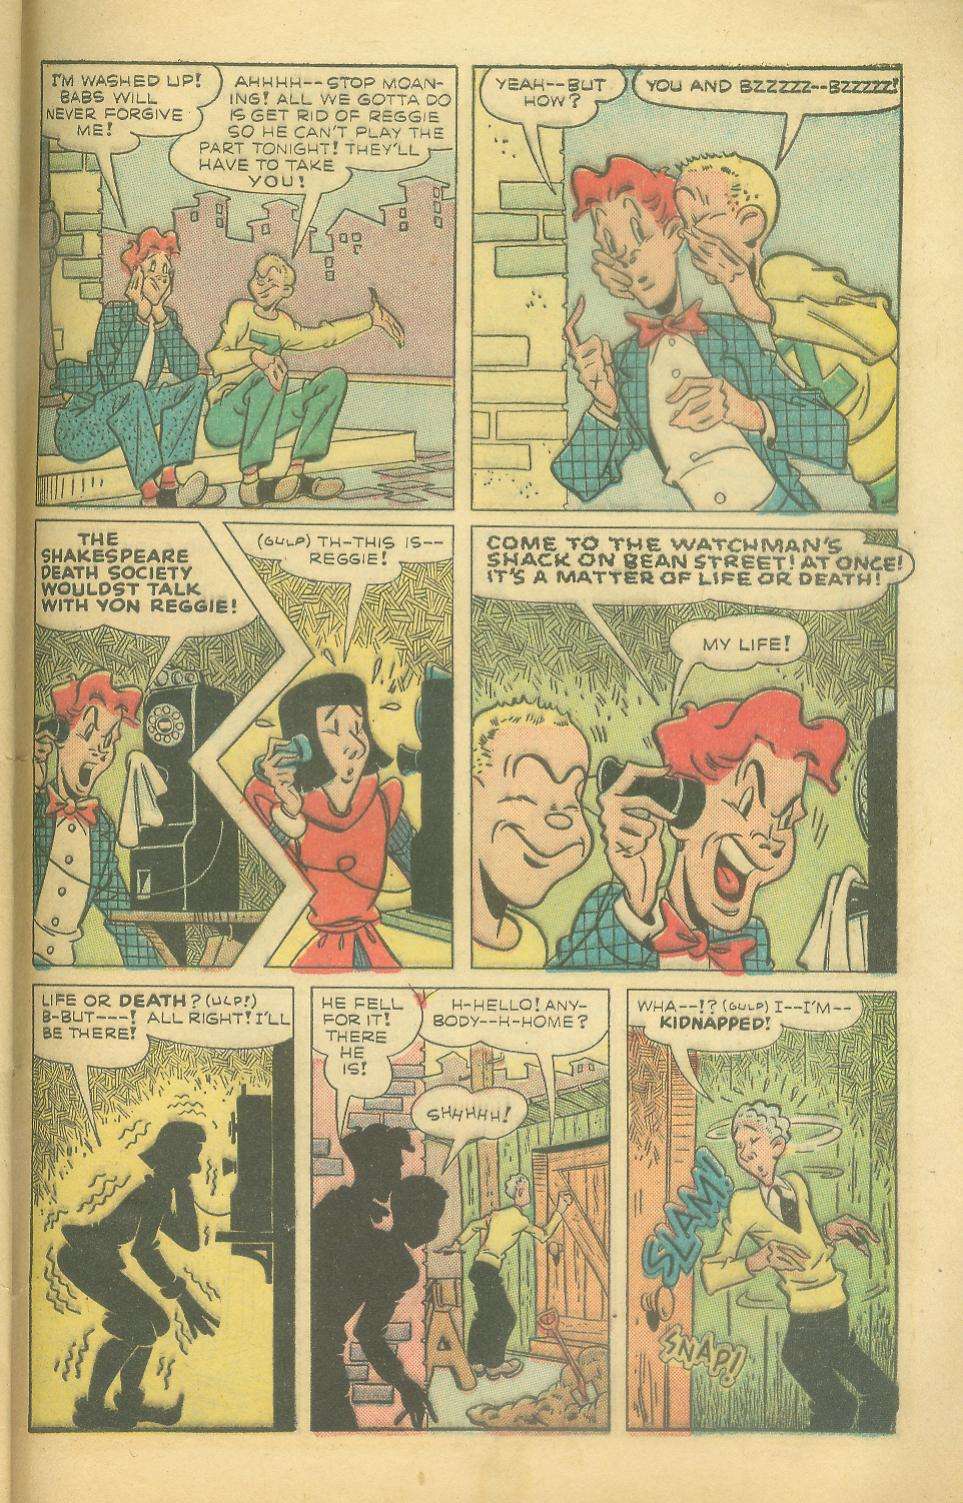 I'M WASHED UP!
BABS WILL
NEVER FORGIVE
ME!
AHHHH--STOP MOAN-
ING! ALL WE GOTTA DO
IS GET RID OF REGGIE
SO HE CAN'T PLAY THE
PART TONIGHT! THEY'LL
HAVE TO TAKE
YOU!
YEAH--BUT
HOW?
YOU AND BZZZZZ--BZZZZZ!
THE
SHAKESPEARE
DEATH SOCIETY
WOULDST TALK
WITH YON REGGIE!
(GULP) TH-THIS IS--
REGGIE!
COME TO THE WATCHMAN'S
SHACK ON BEAN STREET! AT ONCE!
IT'S A MATTER OF LIFE OR DEATH!
MY LIFE!
LIFE OR DEATH? (ULP!)
B-BUT---! ALL RIGHT! I'LL
BE THERE!
HE FELL
FOR IT!
THERE
HE
IS!
H-HELLO! ANY-
BODY--H-HOME?
SHHHHH!
WHA--!? (GULP) I--I'M--
KIDNAPPED!
SLAM!
SNAP!